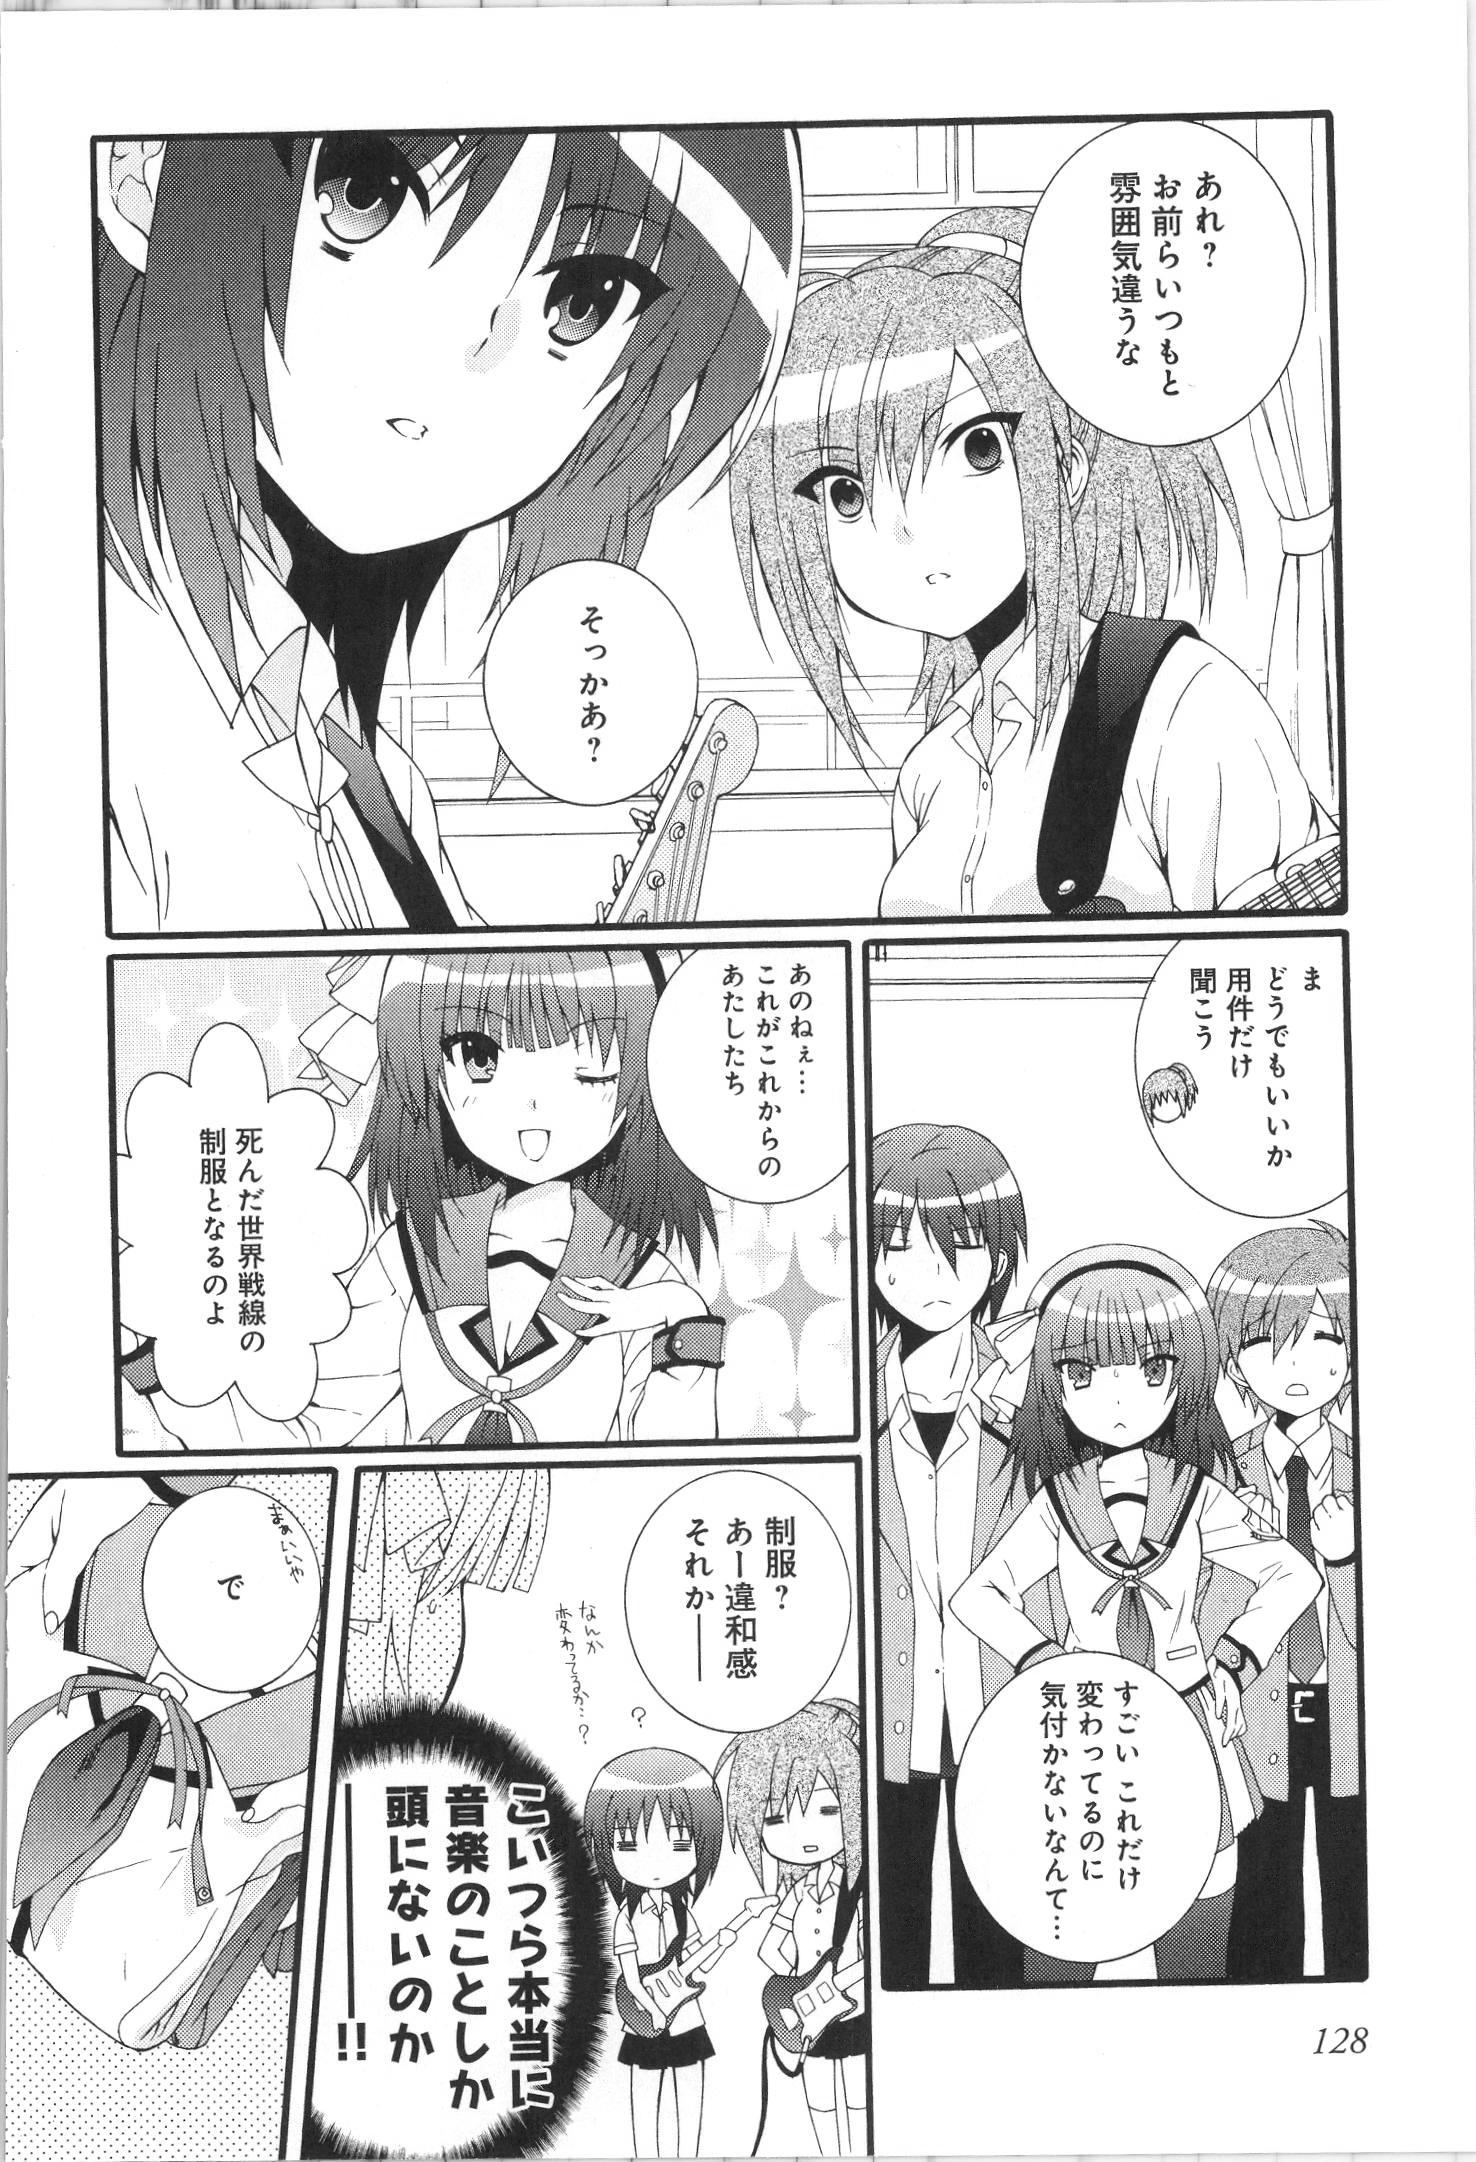 あれ?
お前らいつもと
雰囲気違うな
そっかあ?
ま
どうでもいいか
用件だけ
聞こう
すごい これだけ
変わってるのに
気付かないなんて…
あのねぇ…
これがこれからの
あたしたち
死んだ世界戦線の
制服となるのよ
制服?
あー違和感
それか――
なんか
変わってるか…?
?
こいつら本当に
音楽のことしか
頭にないのか
――!!
まぁいいや
で
128